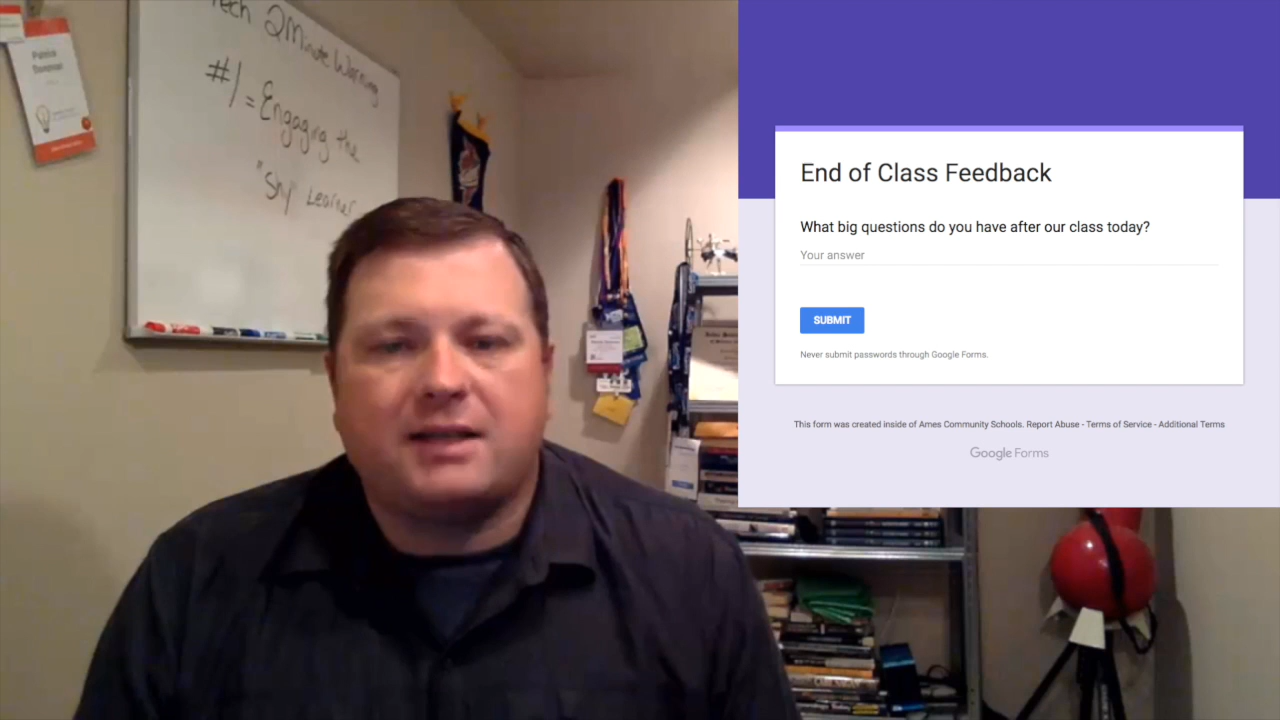 Tech 2 Minute Warning
#1 = Engaging the
"Shy" Learner
Patrick
Donovan
End of Class Feedback
What big questions do you have after our class today?
Your answer
SUBMIT
Never submit passwords through Google Forms.
This form was created inside of Ames Community Schools. Report Abuse - Terms of Service - Additional Terms
Google Forms